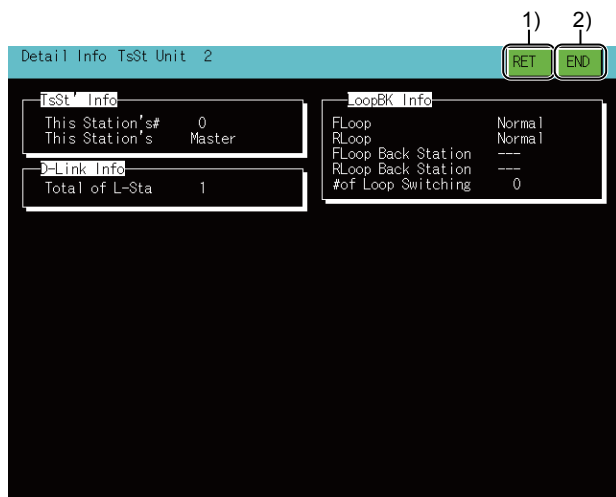 1) 2)
Detail Info TsSt Unit 2 RET END
TsSt' Info
This Station's# 0
This Station's Master
D-Link Info
Total of L-Sta 1
LoopBK Info
FLoop Normal
RLoop Normal
FLoop Back Station ---
RLoop Back Station ---
#of Loop Switching 0